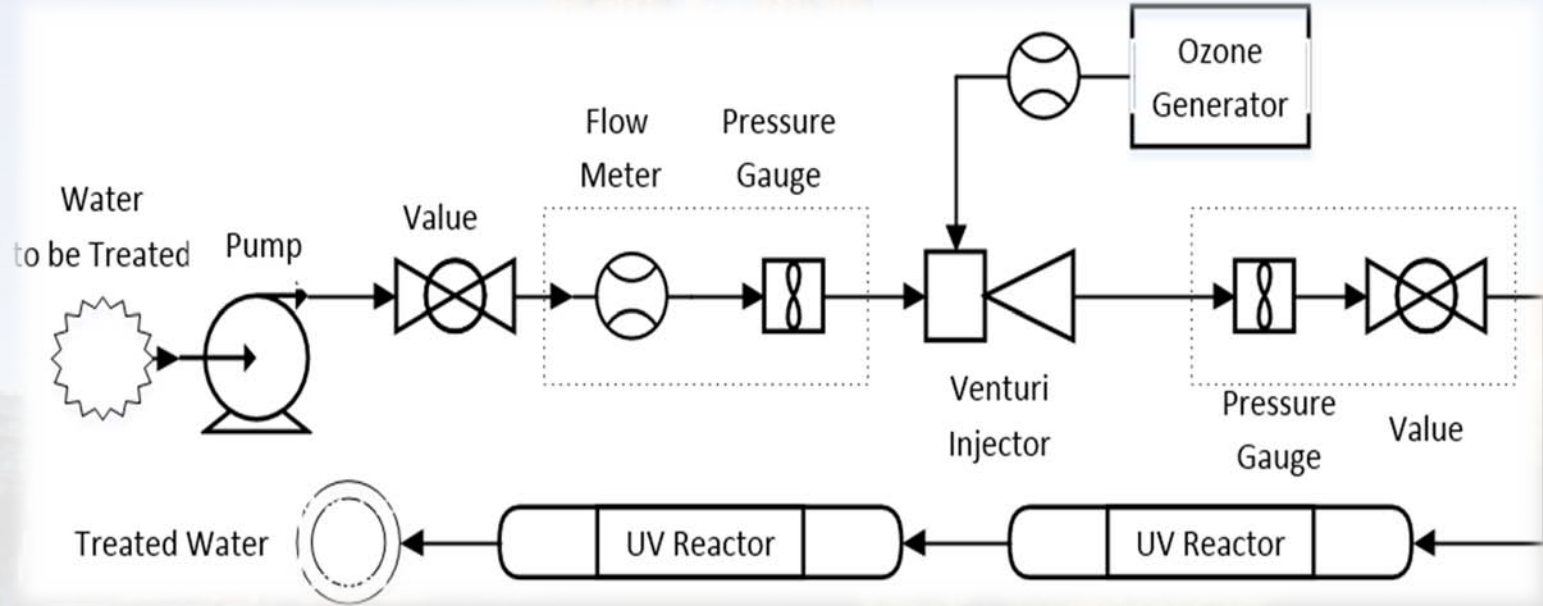 Ozone
Generator
Flow
Meter
Pressure
Gauge
Water
to be Treated
Pump
Value
Venturi
Injector
Pressure
Gauge
Value
Treated Water
UV Reactor
UV Reactor